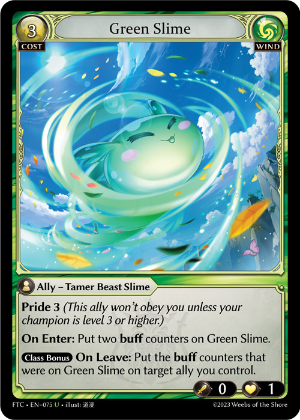 3
Green Slime
COST
WIND
Ally – Tamer Beast Slime
Pride 3 (This ally won't obey you unless your
champion is level 3 or higher.)
On Enter: Put two buff counters on Green Slime.
Class Bonus On Leave: Put the buff counters
that were on Green Slime on target ally you control.
0
1
FTC • EN–075 U • illust:
©2023 Weebs of the Shore